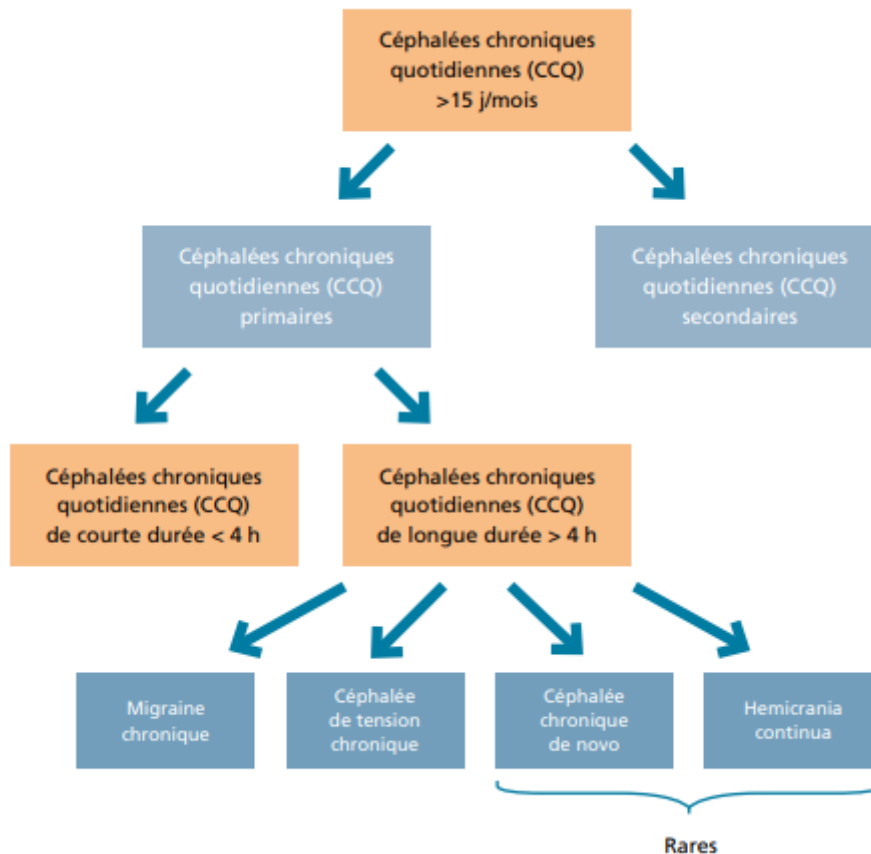 Céphalées chroniques
quotidiennes (CCQ)
>15 j/mois
Céphalées chroniques
quotidiennes (CCQ)
primaires
Céphalées chroniques
quotidiennes (CCQ)
secondaires
Céphalées chroniques
quotidiennes (CCQ)
de courte durée < 4 h
Céphalées chroniques
quotidiennes (CCQ)
de longue durée > 4 h
Migraine
chronique
Céphalée
de tension
chronique
Céphalée
chronique
de novo
Hemicrania
continua
Rares